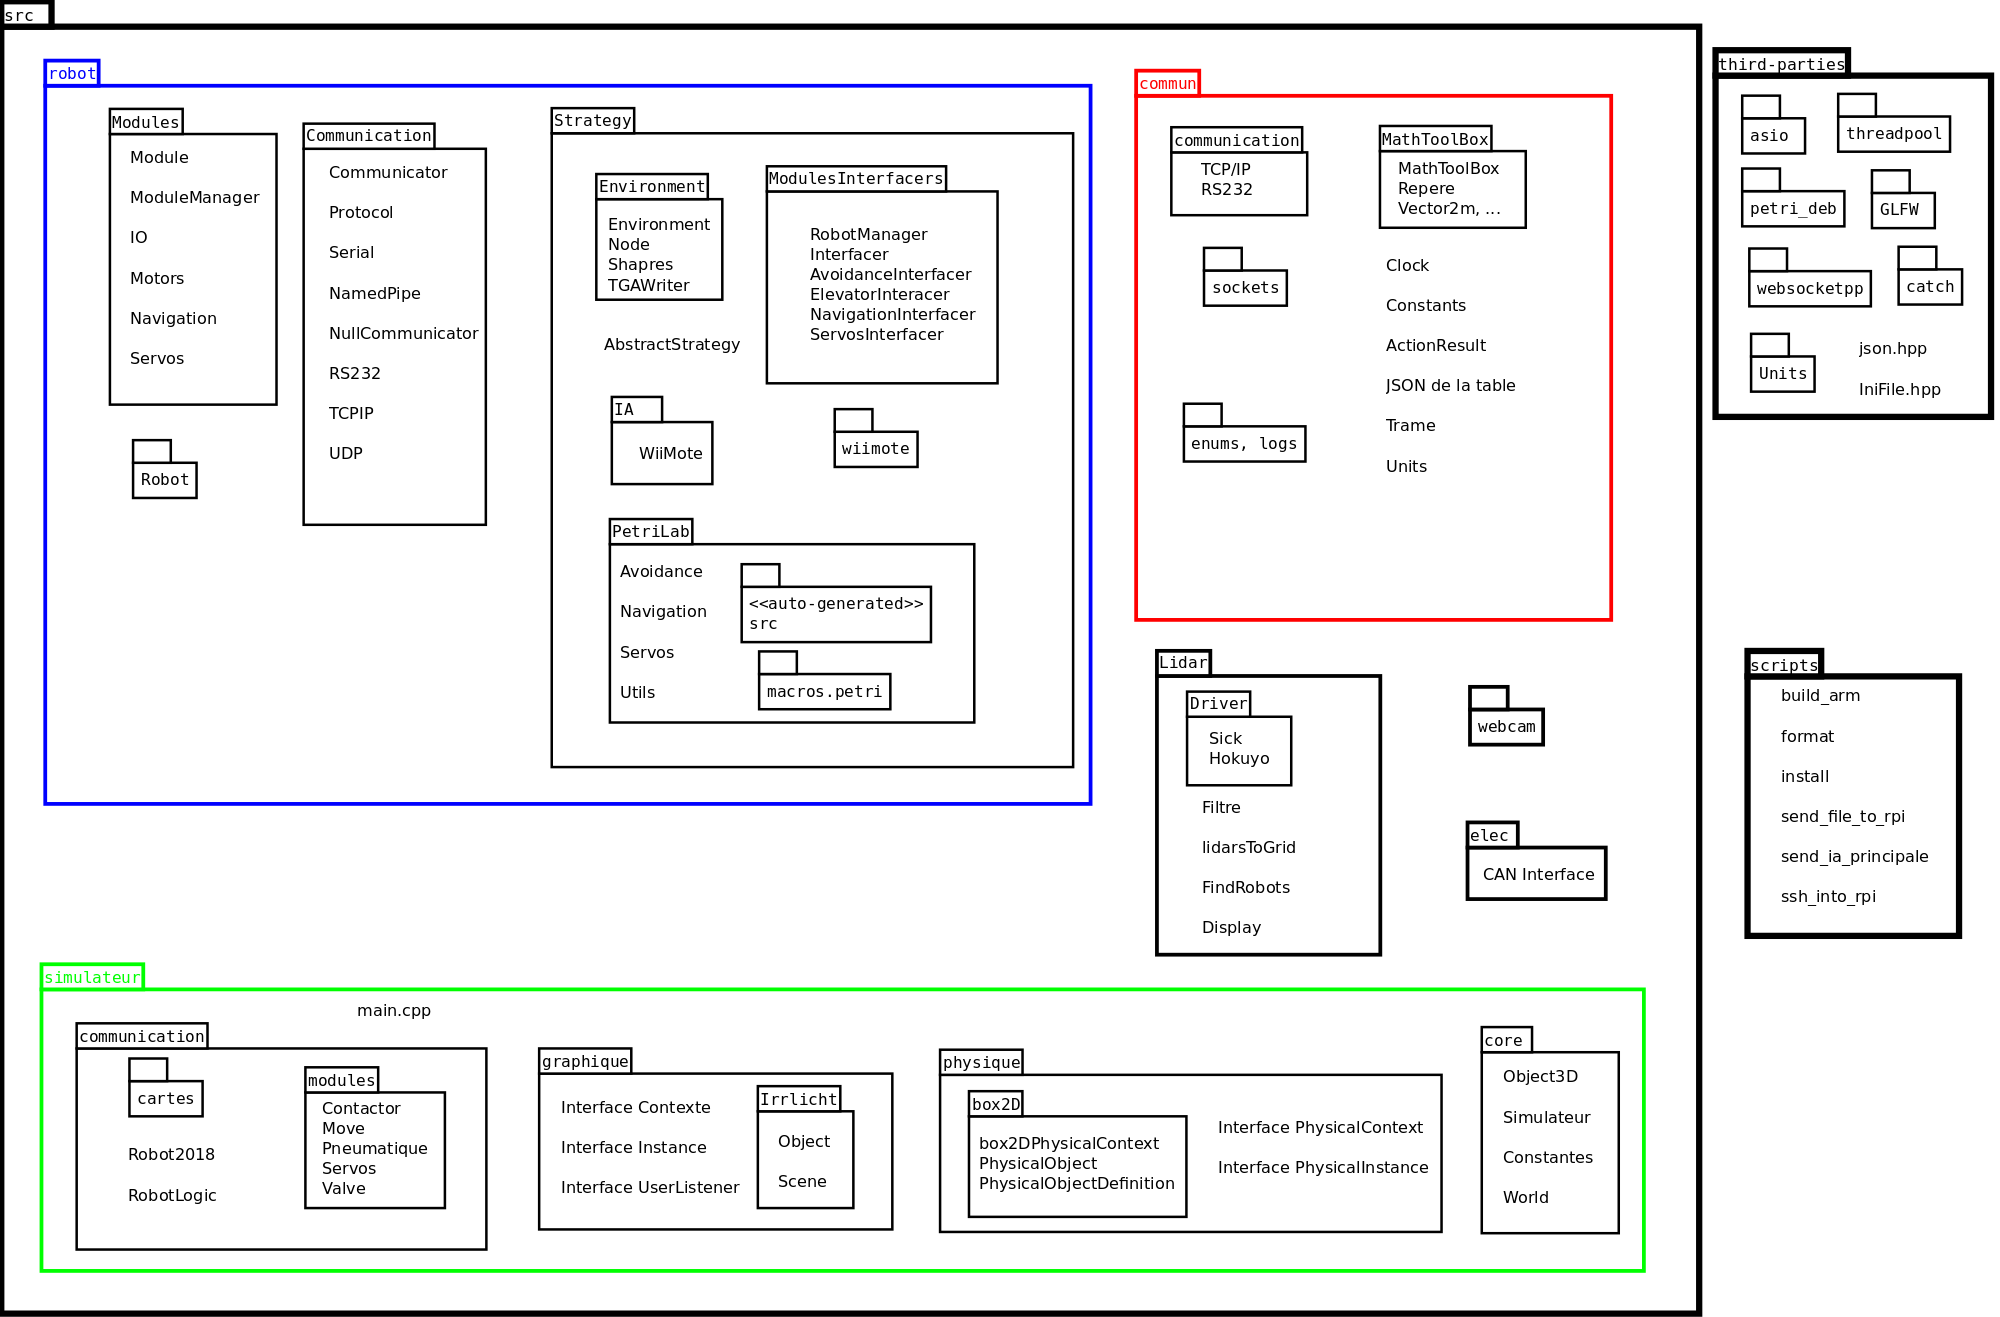 src
robot
Modules
Module
ModuleManager
IO
Motors
Navigation
Servos
Robot
Communication
Communicator
Protocol
Serial
NamedPipe
NullCommunicator
RS232
TCPIP
UDP
Strategy
Environment
Environment
Node
Shapres
TGAWriter
ModulesInterfacers
RobotManager
Interfacer
AvoidanceInterfacer
ElevatorInteracer
NavigationInterfacer
ServosInterfacer
AbstractStrategy
IA
WiiMote
wiimote
PetriLab
Avoidance
Navigation
Servos
Utils
<<auto-generated>>
src
macros.petri
commun
communication
TCP/IP
RS232
MathToolBox
MathToolBox
Repere
Vector2m, ...
sockets
enums, logs
Clock
Constants
ActionResult
JSON de la table
Trame
Units
Lidar
Driver
Sick
Hokuyo
Filtre
lidarsToGrid
FindRobots
Display
webcam
elec
CAN Interface
simulateur
main.cpp
communication
cartes
Robot2018
RobotLogic
modules
Contactor
Move
Pneumatique
Servos
Valve
graphique
Interface Contexte
Interface Instance
Interface UserListener
Irrlicht
Object
Scene
physique
box2D
box2DPhysicalContext
PhysicalObject
PhysicalObjectDefinition
Interface PhysicalContext
Interface PhysicalInstance
core
Object3D
Simulateur
Constantes
World
third-parties
asio
threadpool
petri_deb
GLFW
websocketpp
catch
Units
json.hpp
IniFile.hpp
scripts
build_arm
format
install
send_file_to_rpi
send_ia_principale
ssh_into_rpi